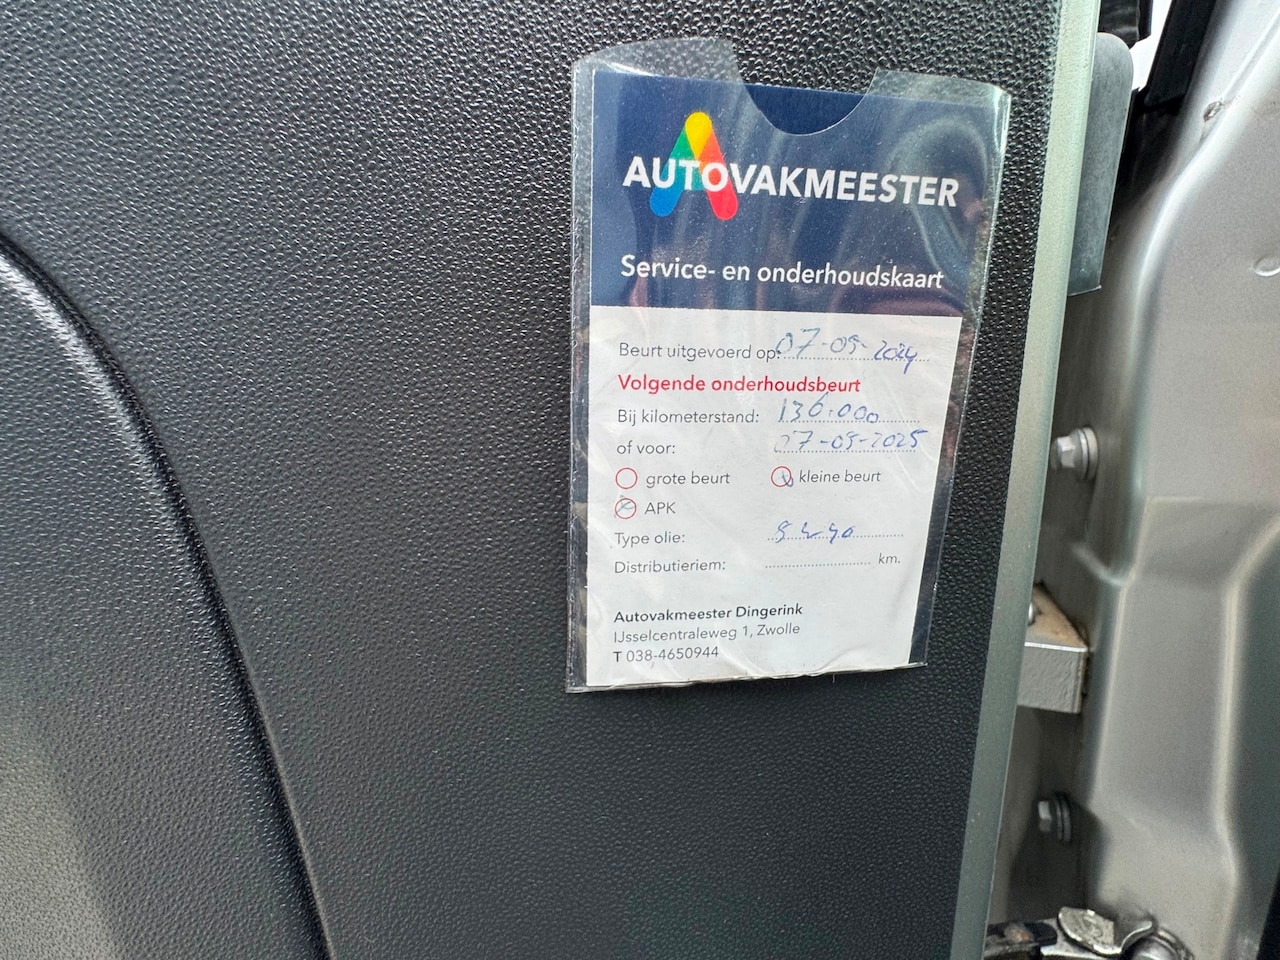 AUTOVAKMEESTER
Service- en onderhoudskaart
Beurt uitgevoerd op: 07-05-2024
Volgende onderhoudsbeurt
Bij kilometerstand: 136.000
of voor: 07-05-2025
grote beurt kleine beurt
APK
Type olie:
Distributieriem: km.
Autovakmeester Dingerink
IJsselcentraleweg 1, Zwolle
T 038-4650944